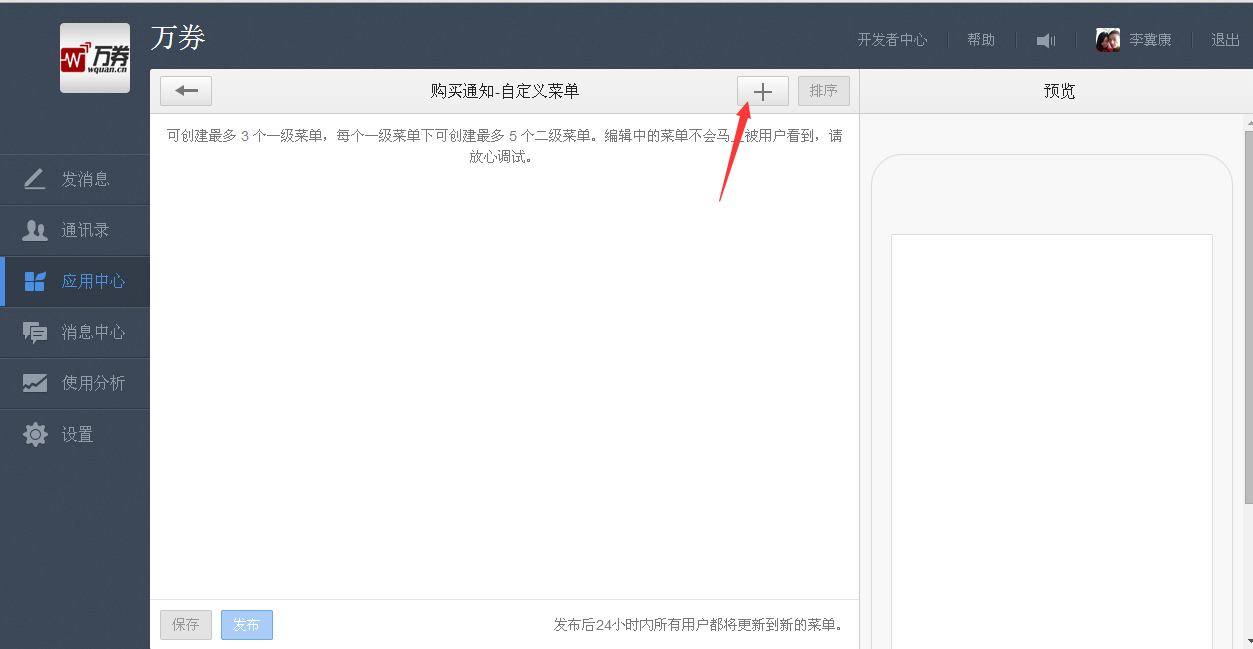 万券
万券
wquan.cn
开发者中心
帮助
李冀康
退出
购买通知-自定义菜单
排序
预览
可创建最多 3 个一级菜单，每个一级菜单下可创建最多 5 个二级菜单。编辑中的菜单不会马上被用户看到，请
放心调试。
发消息
通讯录
应用中心
消息中心
使用分析
设置
保存
发布
发布后24小时内所有用户都将更新到新的菜单。